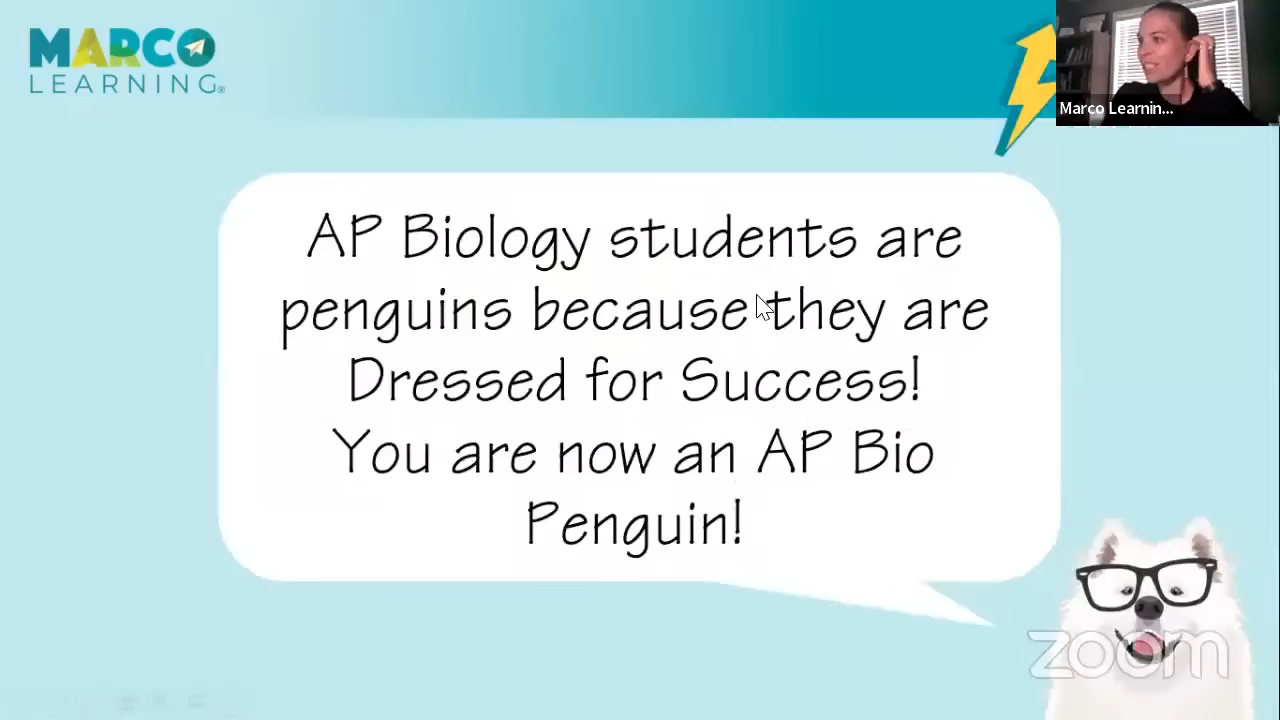 MARCO
LEARNING®
Marco Learnin...
AP Biology students are
penguins because they are
Dressed for Success!
You are now an AP Bio
Penguin!
zoom